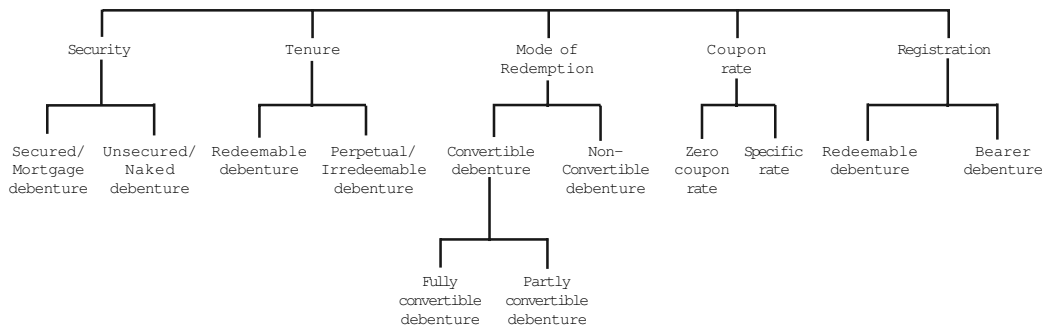 Security
Tenure
Mode of
Redemption
Coupon
rate
Registration
Secured/
Mortgage
debenture
Unsecured/
Naked
debenture
Redeemable
debenture
Perpetual/
Irredeemable
debenture
Convertible
debenture
Non-
Convertible
debenture
Zero
coupon
rate
Specific
rate
Redeemable
debenture
Bearer
debenture
Fully
convertible
debenture
Partly
convertible
debenture